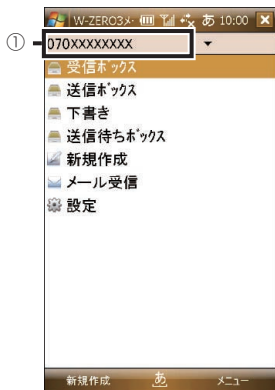 W-ZERO3メ あ 10:00
①
070XXXXXXXX
受信ボックス
送信ボックス
下書き
送信待ちボックス
新規作成
メール受信
設定
新規作成 あ メニュー